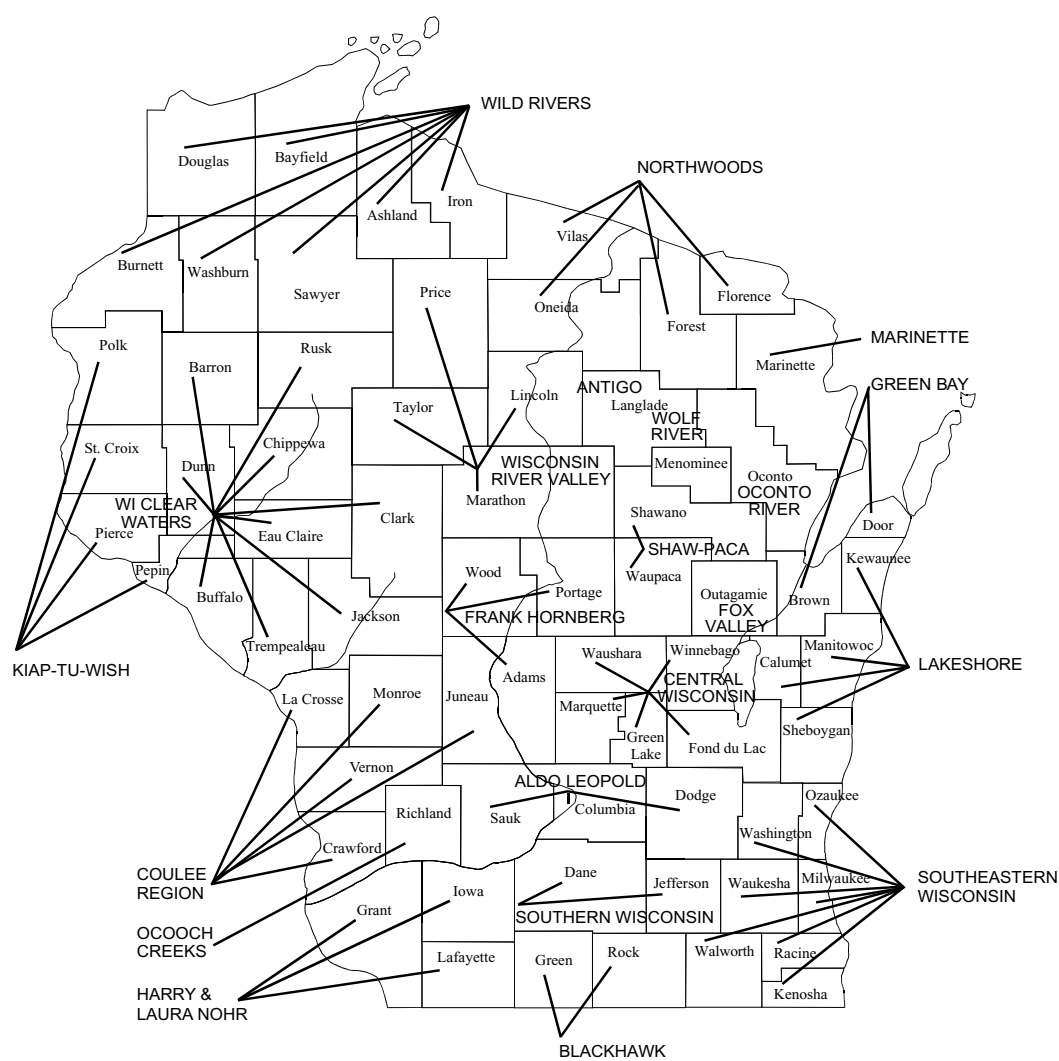 WILD RIVERS
Douglas
Bayfield
NORTHWOODS
Ashland
Iron
Vilas
Burnett
Washburn
Sawyer
Price
Oneida
Florence
Forest
Polk
Barron
Rusk
MARINETTE
Marinette
GREEN BAY
ANTIGO
Taylor
Lincoln
Langlade
WOLF
RIVER
St. Croix
Chippewa
Dunn
WISCONSIN
RIVER VALLEY
Menominee
Oconto
OCONTO
RIVER
WI CLEAR
WATERS
Marathon
Pierce
Eau Claire
Clark
Shawano
Door
SHAW-PACA
Kewaunee
Pepin
Wood
Waupaca
Buffalo
Portage
Outagamie
FOX
VALLEY
Brown
Jackson
FRANK HORNBERG
Trempealeau
Waushara
Winnebago
Manitowoc
Calumet
KIAP-TU-WISH
LAKESHORE
Adams
CENTRAL
WISCONSIN
La Crosse
Monroe
Juneau
Marquette
Sheboygan
Green
Lake
Fond du Lac
Vernon
ALDO LEOPOLD
Dodge
Ozaukee
Richland
Sauk
Columbia
Washington
Crawford
COULEE
REGION
Dane
Iowa
Jefferson
Waukesha
Milwaukee
SOUTHEASTERN
WISCONSIN
Grant
SOUTHERN WISCONSIN
OCOOCH
CREEKS
Lafayette
Green
Rock
Walworth
Racine
HARRY &
LAURA NOHR
Kenosha
BLACKHAWK